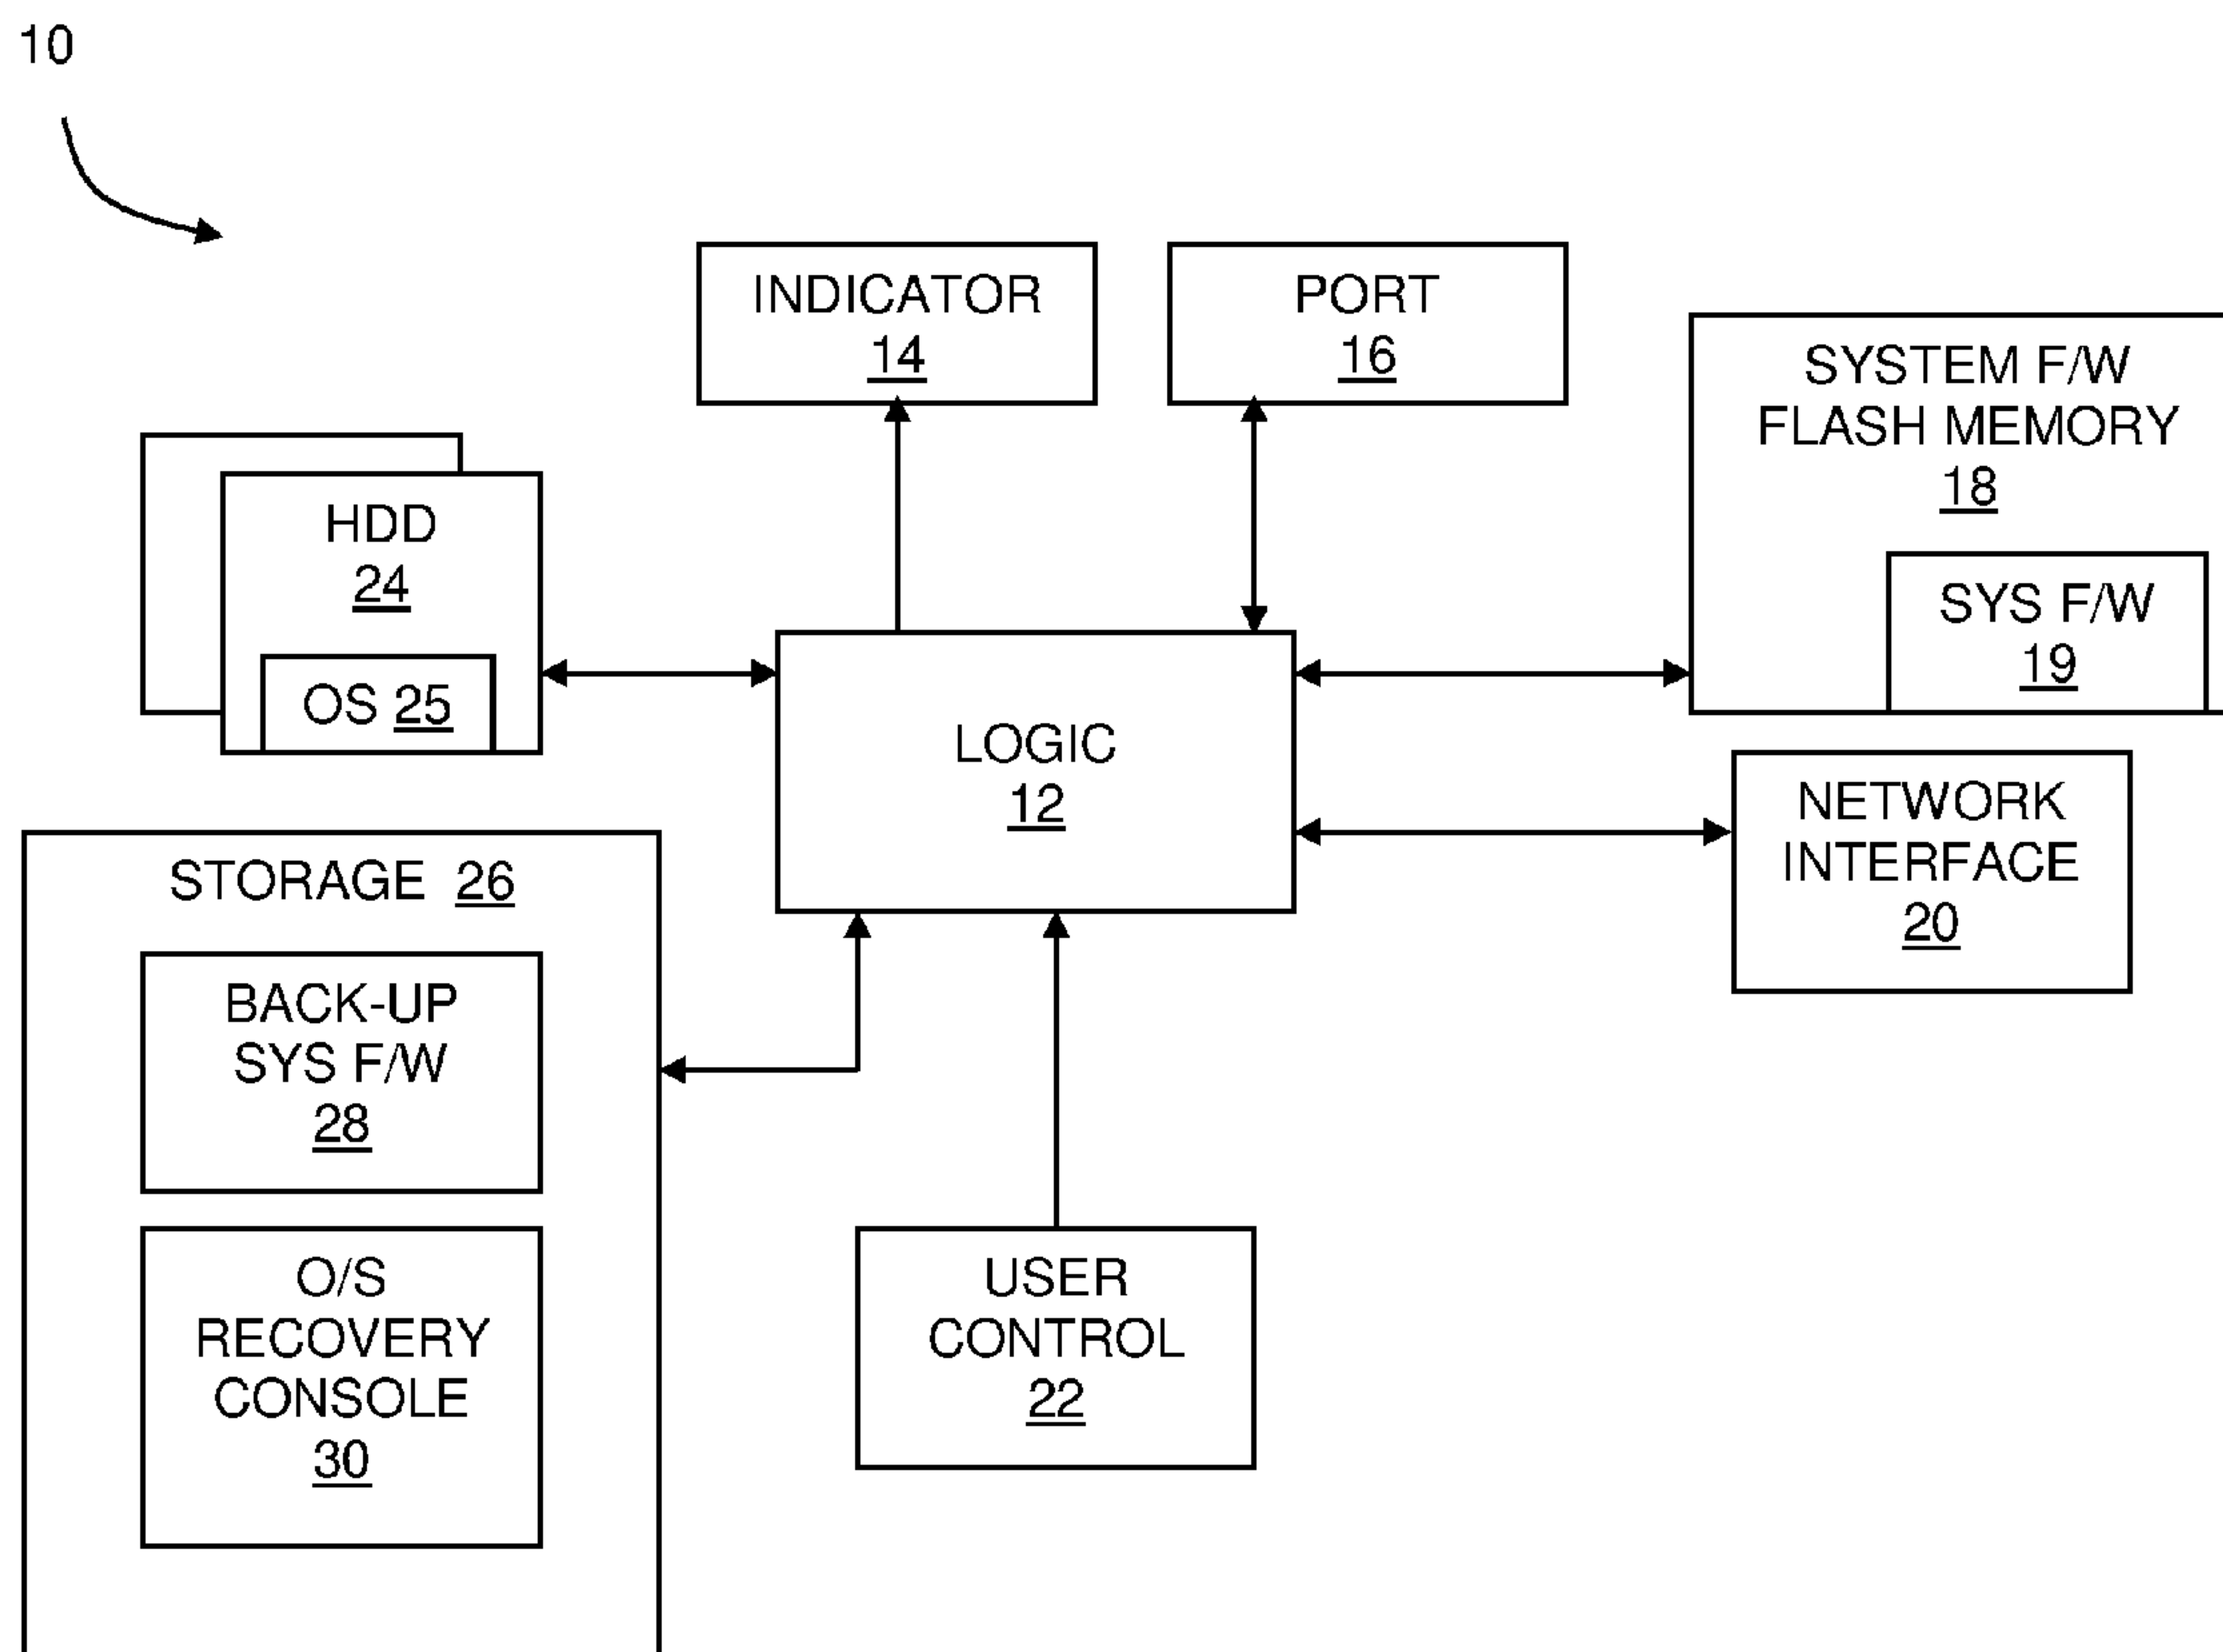 10
INDICATOR
14
PORT
16
SYSTEM F/W
FLASH MEMORY
18
SYS F/W
19
HDD
24
OS 25
LOGIC
12
NETWORK
INTERFACE
20
STORAGE 26
BACK-UP
SYS F/W
28
O/S
RECOVERY
CONSOLE
30
USER
CONTROL
22